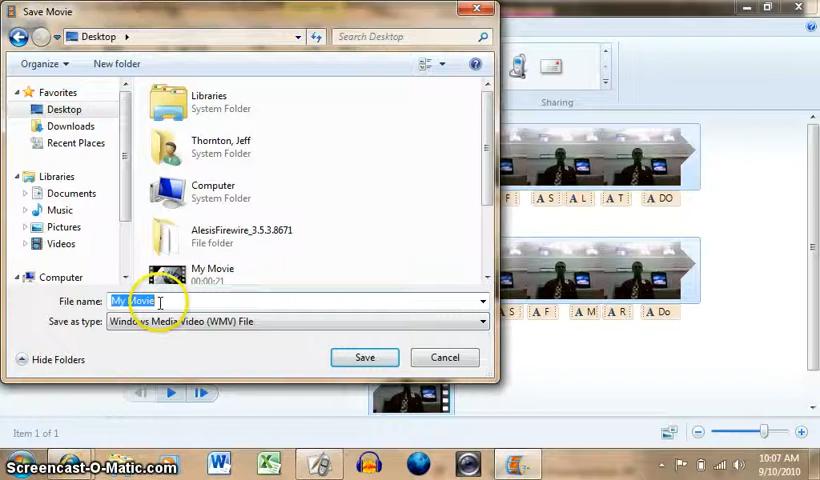 Save Movie
Desktop
Search Desktop
Organize
New folder
Favorites
Desktop
Downloads
Recent Places
Libraries
Documents
Music
Pictures
Videos
Computer
Libraries
System Folder
Thornton, Jeff
System Folder
Computer
System Folder
AlesisFirewire_3.5.3.8671
File folder
My Movie
00:00:21
File name: My Movie
Save as type: Windows Media Video (WMV) File
Hide Folders
Save
Cancel
Sharing
F A S A L A T A DO
S A F A M A R A Do
Item 1 of 1
10:07 AM
9/10/2010
Screencast-O-Matic.com